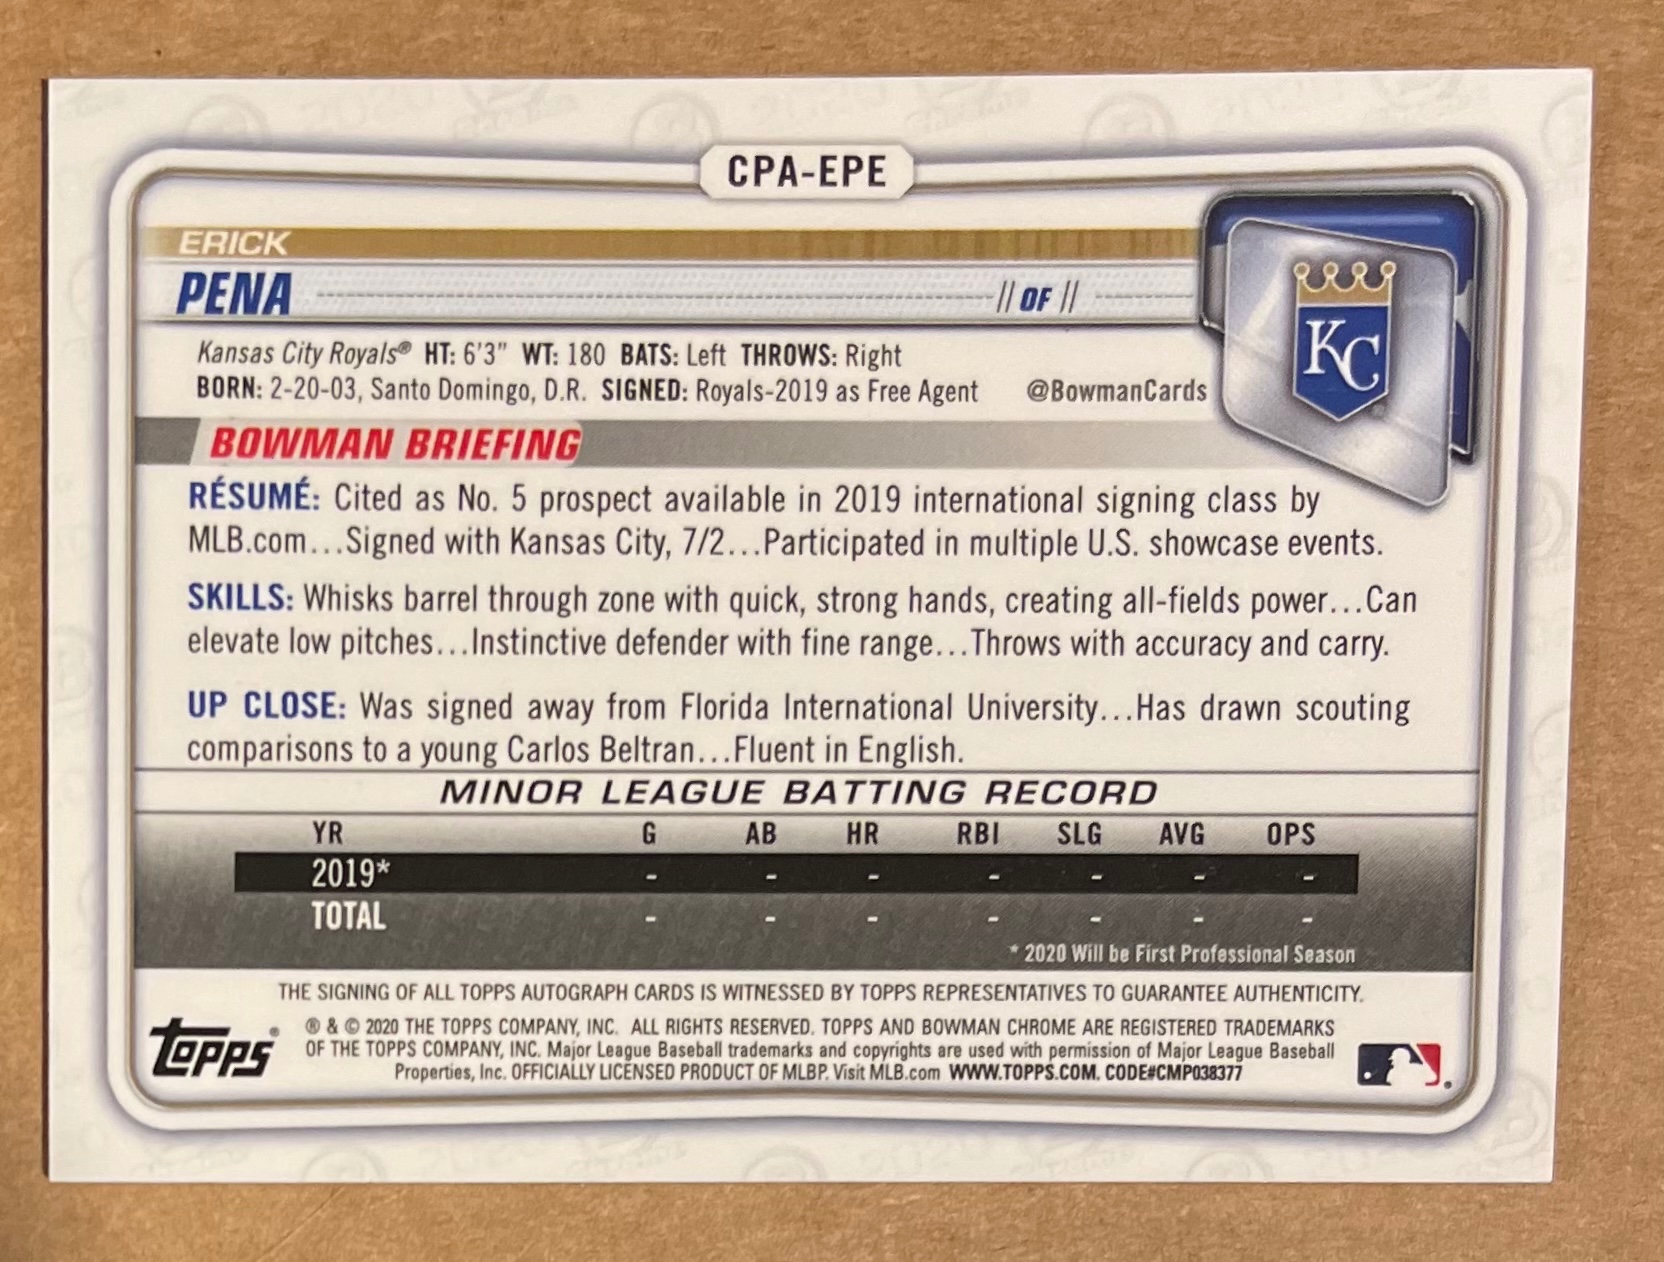 CPA-EPE
ERICK
PENA
// OF //
Kansas City Royals® HT: 6'3" WT: 180 BATS: Left THROWS: Right
BORN: 2-20-03, Santo Domingo, D.R. SIGNED: Royals-2019 as Free Agent @BowmanCards
KC
BOWMAN BRIEFING
RÉSUMÉ: Cited as No. 5 prospect available in 2019 international signing class by
MLB.com...Signed with Kansas City, 7/2...Participated in multiple U.S. showcase events.
SKILLS: Whisks barrel through zone with quick, strong hands, creating all-fields power...Can
elevate low pitches...Instinctive defender with fine range...Throws with accuracy and carry.
UP CLOSE: Was signed away from Florida International University...Has drawn scouting
comparisons to a young Carlos Beltran...Fluent in English.
MINOR LEAGUE BATTING RECORD
YR G AB HR RBI SLG AVG OPS
2019* - - - - - - -
TOTAL - - - - - - -
* 2020 Will be First Professional Season
THE SIGNING OF ALL TOPPS AUTOGRAPH CARDS IS WITNESSED BY TOPPS REPRESENTATIVES TO GUARANTEE AUTHENTICITY.
Topps®
® & © 2020 THE TOPPS COMPANY, INC. ALL RIGHTS RESERVED. TOPPS AND BOWMAN CHROME ARE REGISTERED TRADEMARKS
OF THE TOPPS COMPANY, INC. Major League Baseball trademarks and copyrights are used with permission of Major League Baseball
Properties, Inc. OFFICIALLY LICENSED PRODUCT OF MLBP. Visit MLB.com WWW.TOPPS.COM. CODE#CMP038377